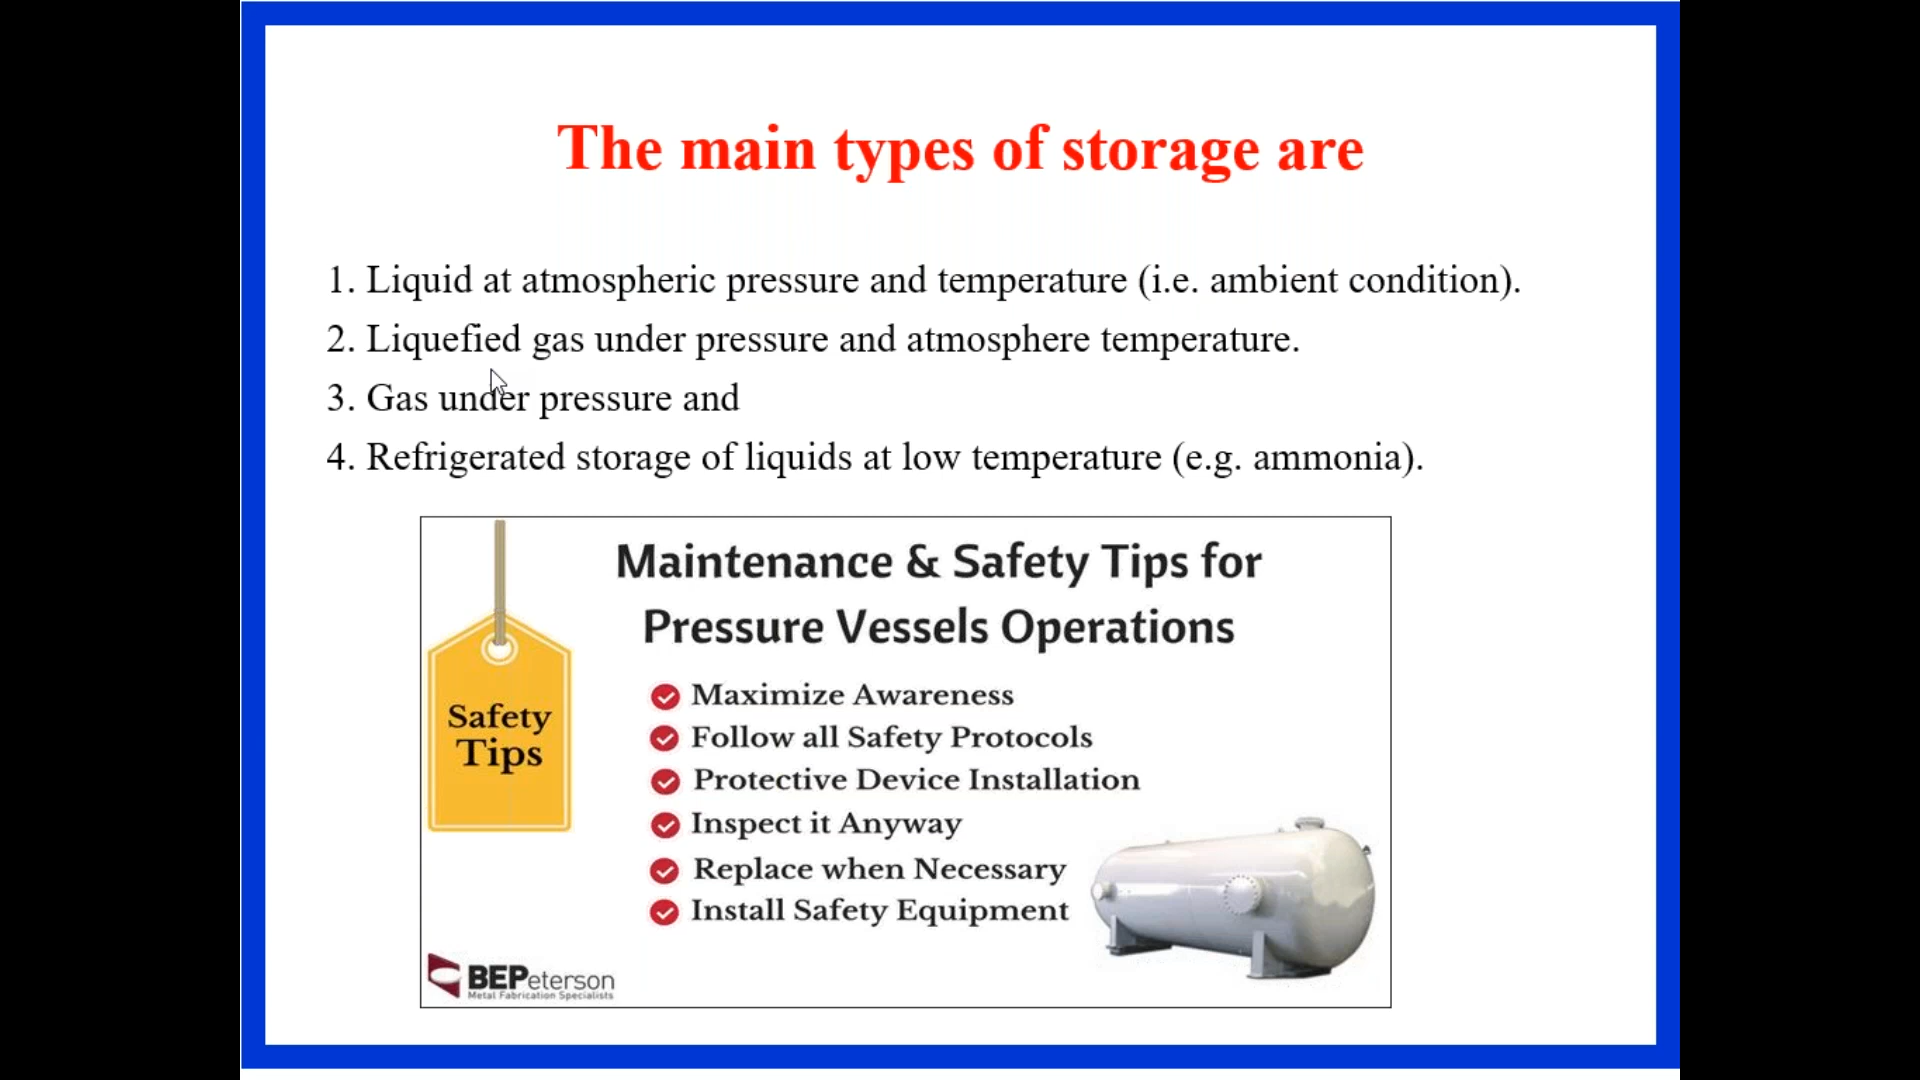 The main types of storage are
1. Liquid at atmospheric pressure and temperature (i.e. ambient condition).
2. Liquefied gas under pressure and atmosphere temperature.
3. Gas under pressure and
4. Refrigerated storage of liquids at low temperature (e.g. ammonia).
Maintenance & Safety Tips for
Pressure Vessels Operations
Safety
Tips
Maximize Awareness
Follow all Safety Protocols
Protective Device Installation
Inspect it Anyway
Replace when Necessary
Install Safety Equipment
BEPeterson
Metal Fabrication Specialists